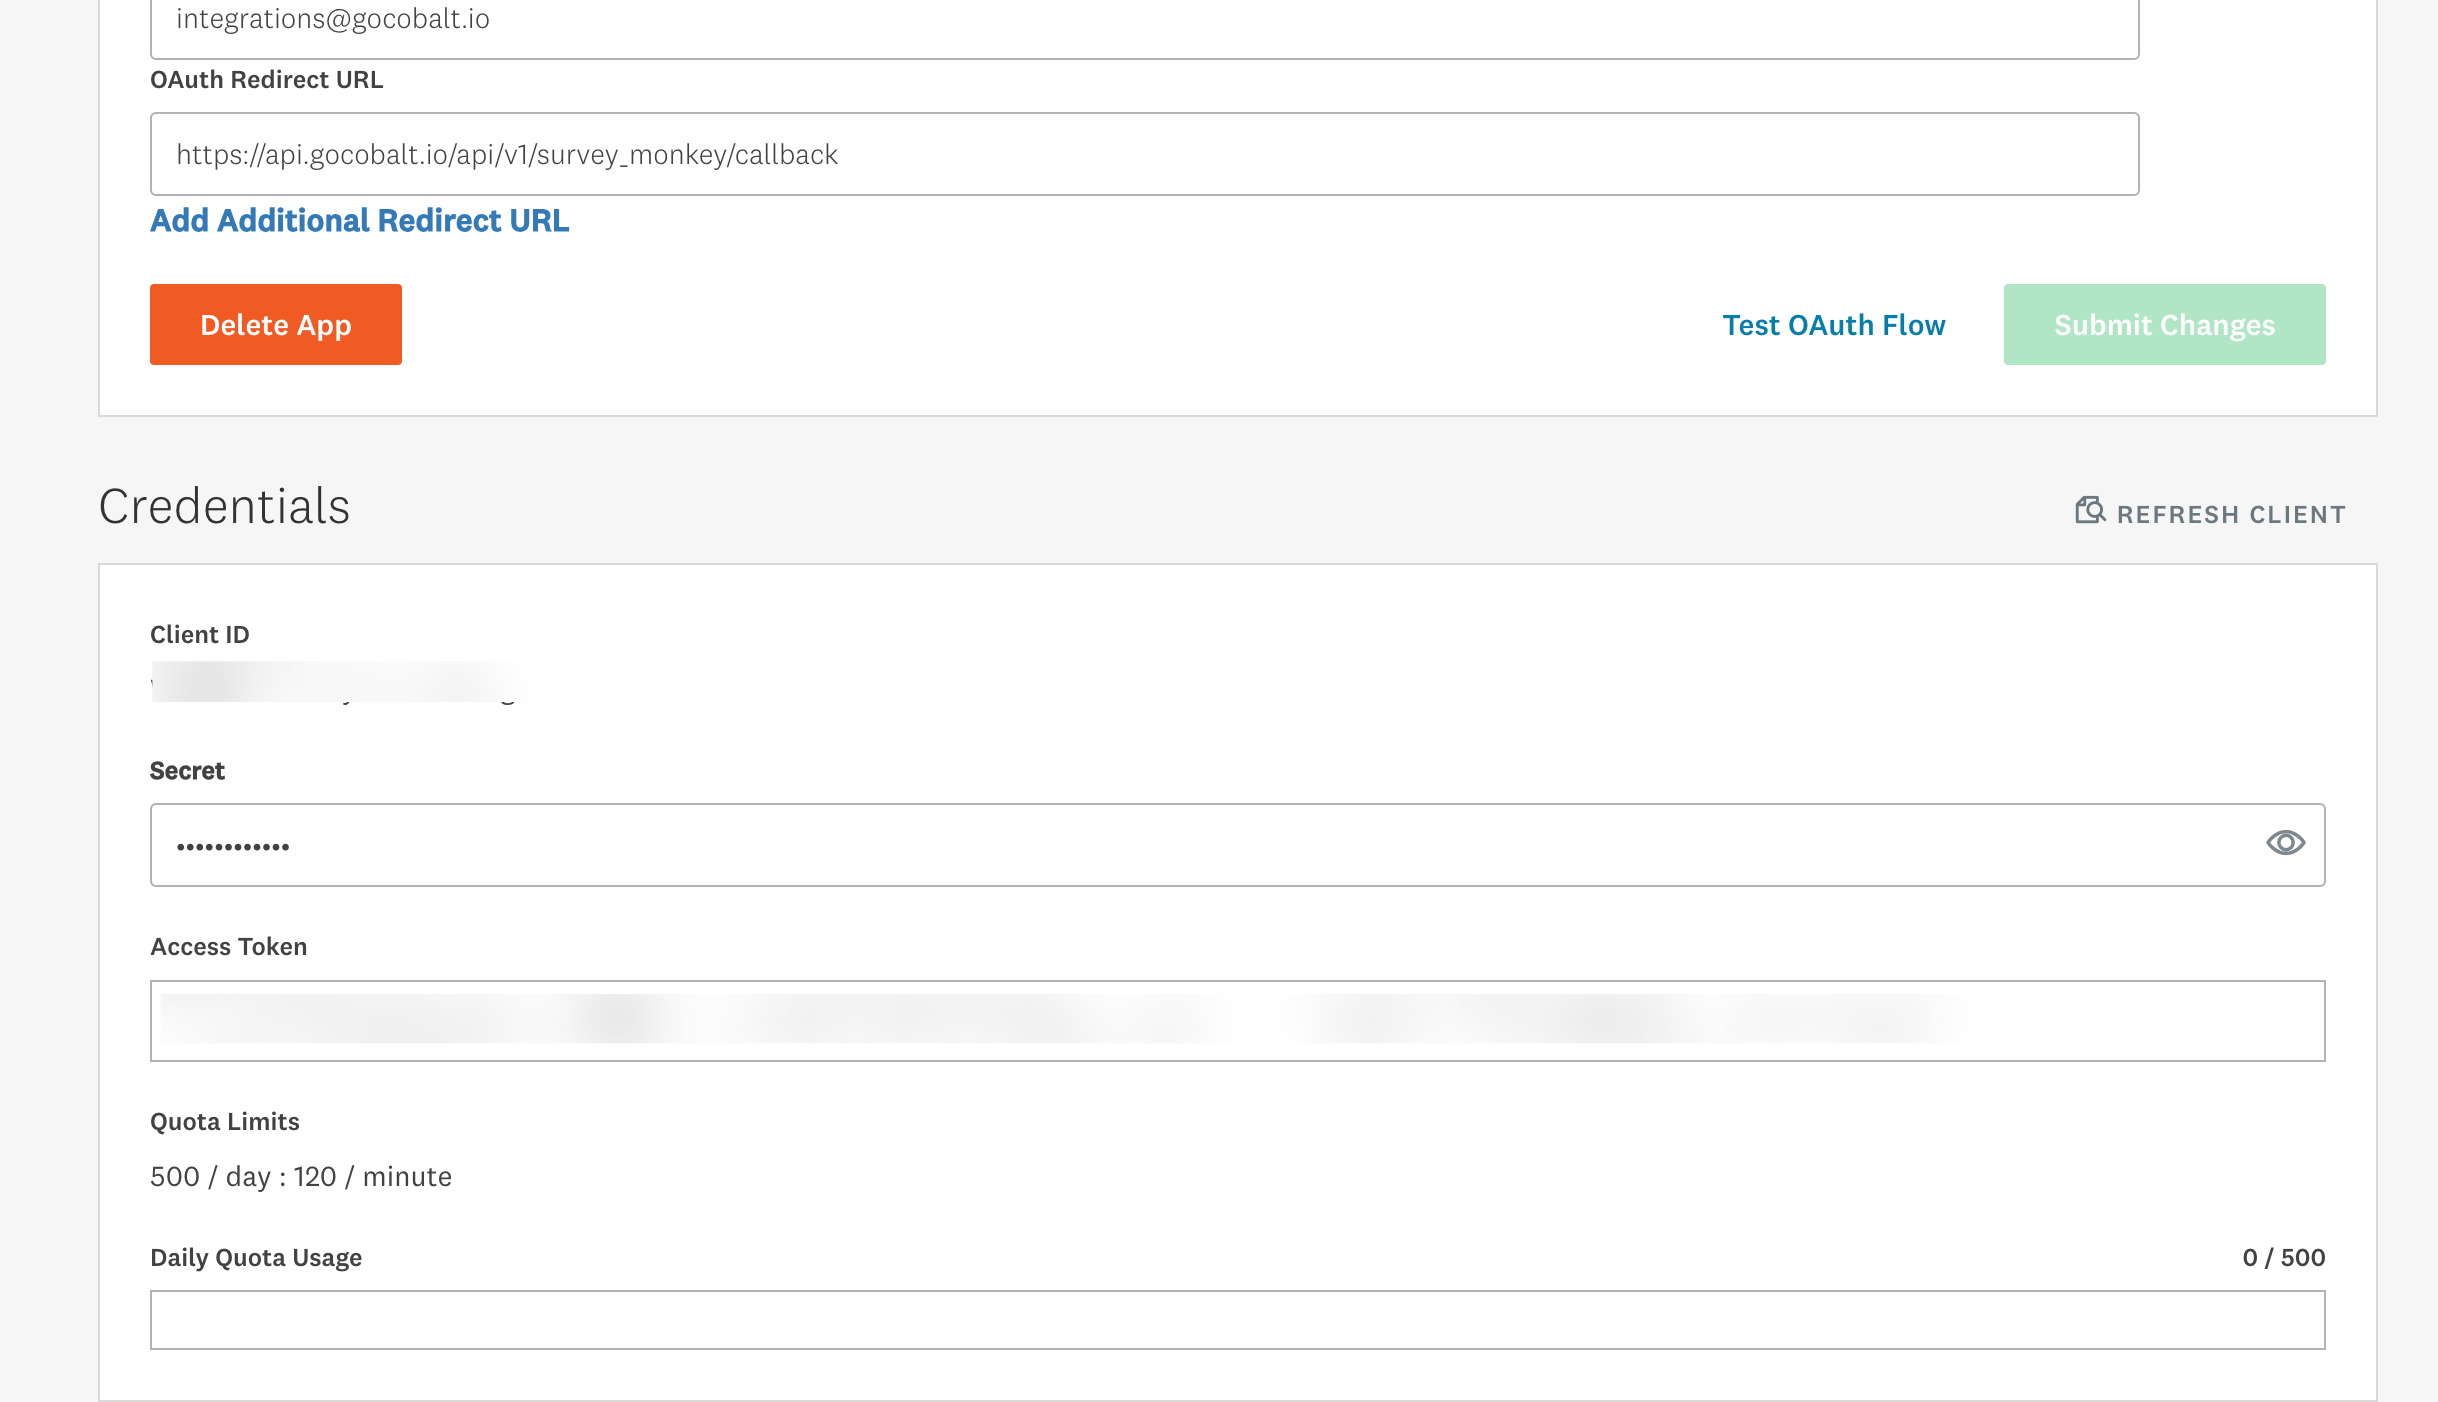 integrations@gocobalt.io
OAuth Redirect URL
https://api.gocobalt.io/api/v1/survey_monkey/callback
Add Additional Redirect URL
Delete App
Test OAuth Flow
Submit Changes
Credentials
REFRESH CLIENT
Client ID
Secret
••••••••••••
Access Token
Quota Limits
500 / day : 120 / minute
Daily Quota Usage
0 / 500